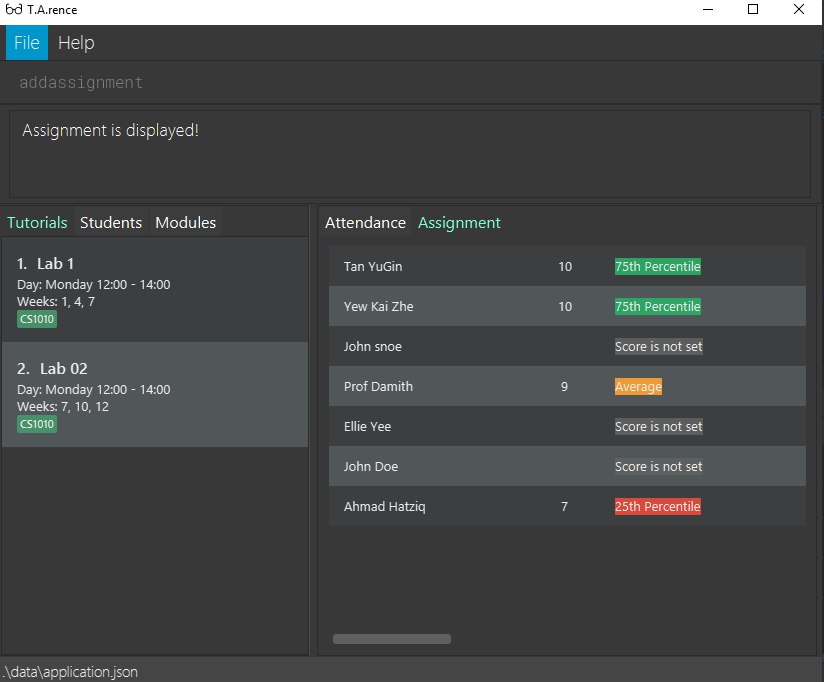 T.A.rence
File Help
addassignment
Assignment is displayed!
Tutorials Students Modules
1. Lab 1
Day: Monday 12:00 - 14:00
Weeks: 1, 4, 7
CS1010
2. Lab 02
Day: Monday 12:00 - 14:00
Weeks: 7, 10, 12
CS1010
Attendance Assignment
Tan YuGin 10 75th Percentile
Yew Kai Zhe 10 75th Percentile
John snoe Score is not set
Prof Damith 9 Average
Ellie Yee Score is not set
John Doe Score is not set
Ahmad Hatziq 7 25th Percentile
.\data\application.json